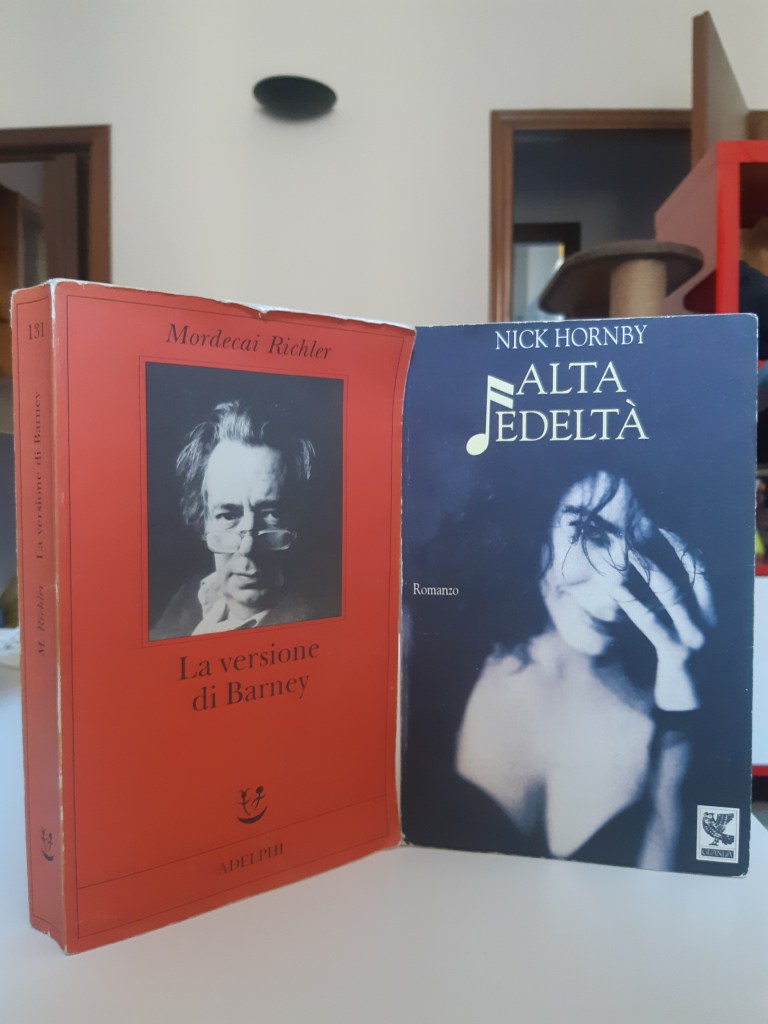 131
La versione di Barney
M. Richler
Mordecai Richler
La versione
di Barney
ADELPHI
NICK HORNBY
ALTA
FEDELTÀ
Romanzo
GUANDA